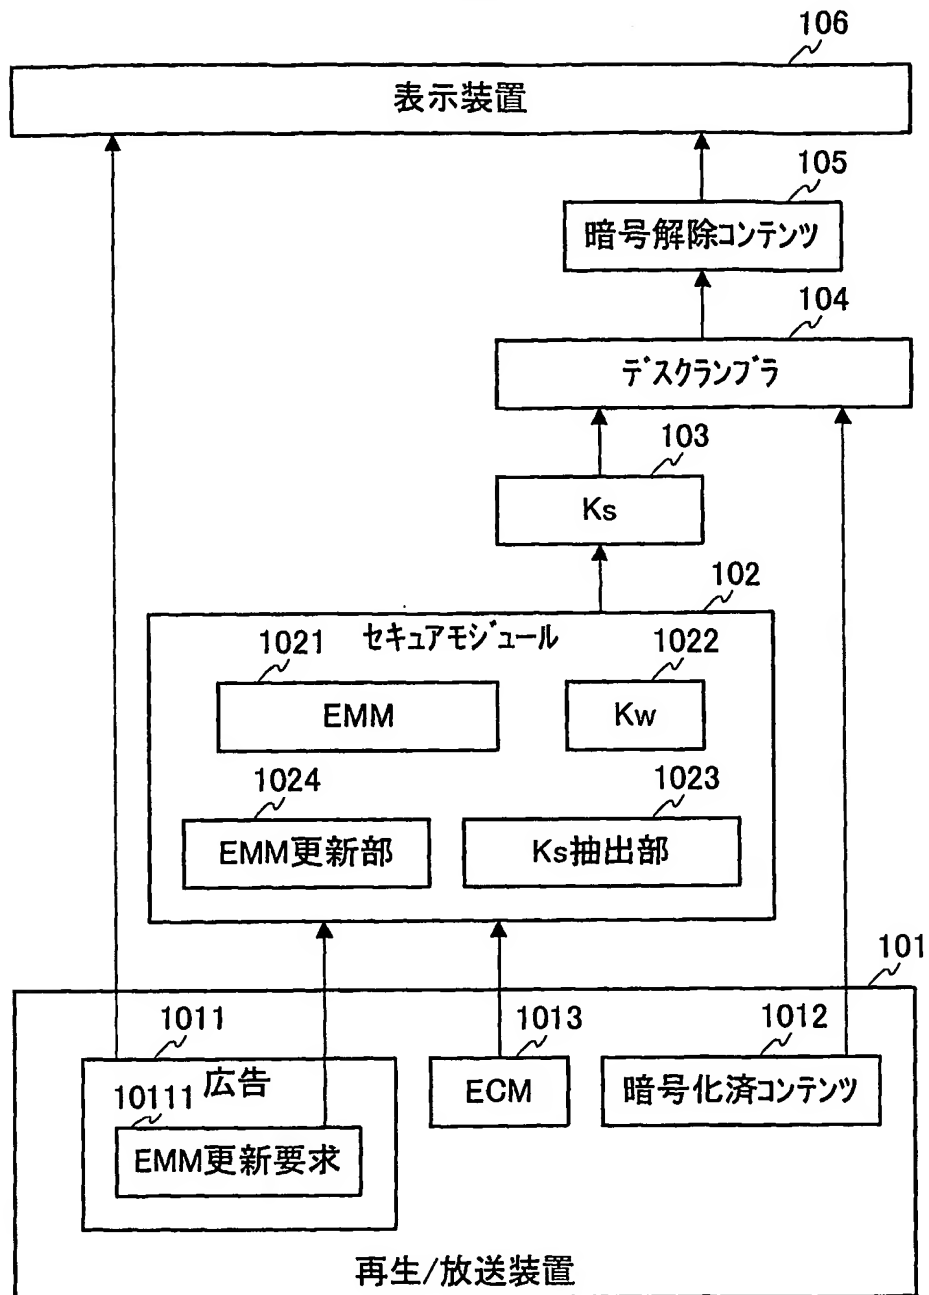 106
表示装置
105
暗号解除コンテンツ
104
デスクランブラ
103
Ks
102
セキュアモジュール
1021
1022
EMM
Kw
1024
1023
EMM更新部
Ks抽出部
101
1011
1013
1012
広告
ECM
暗号化済コンテンツ
10111
EMM更新要求
再生/放送装置